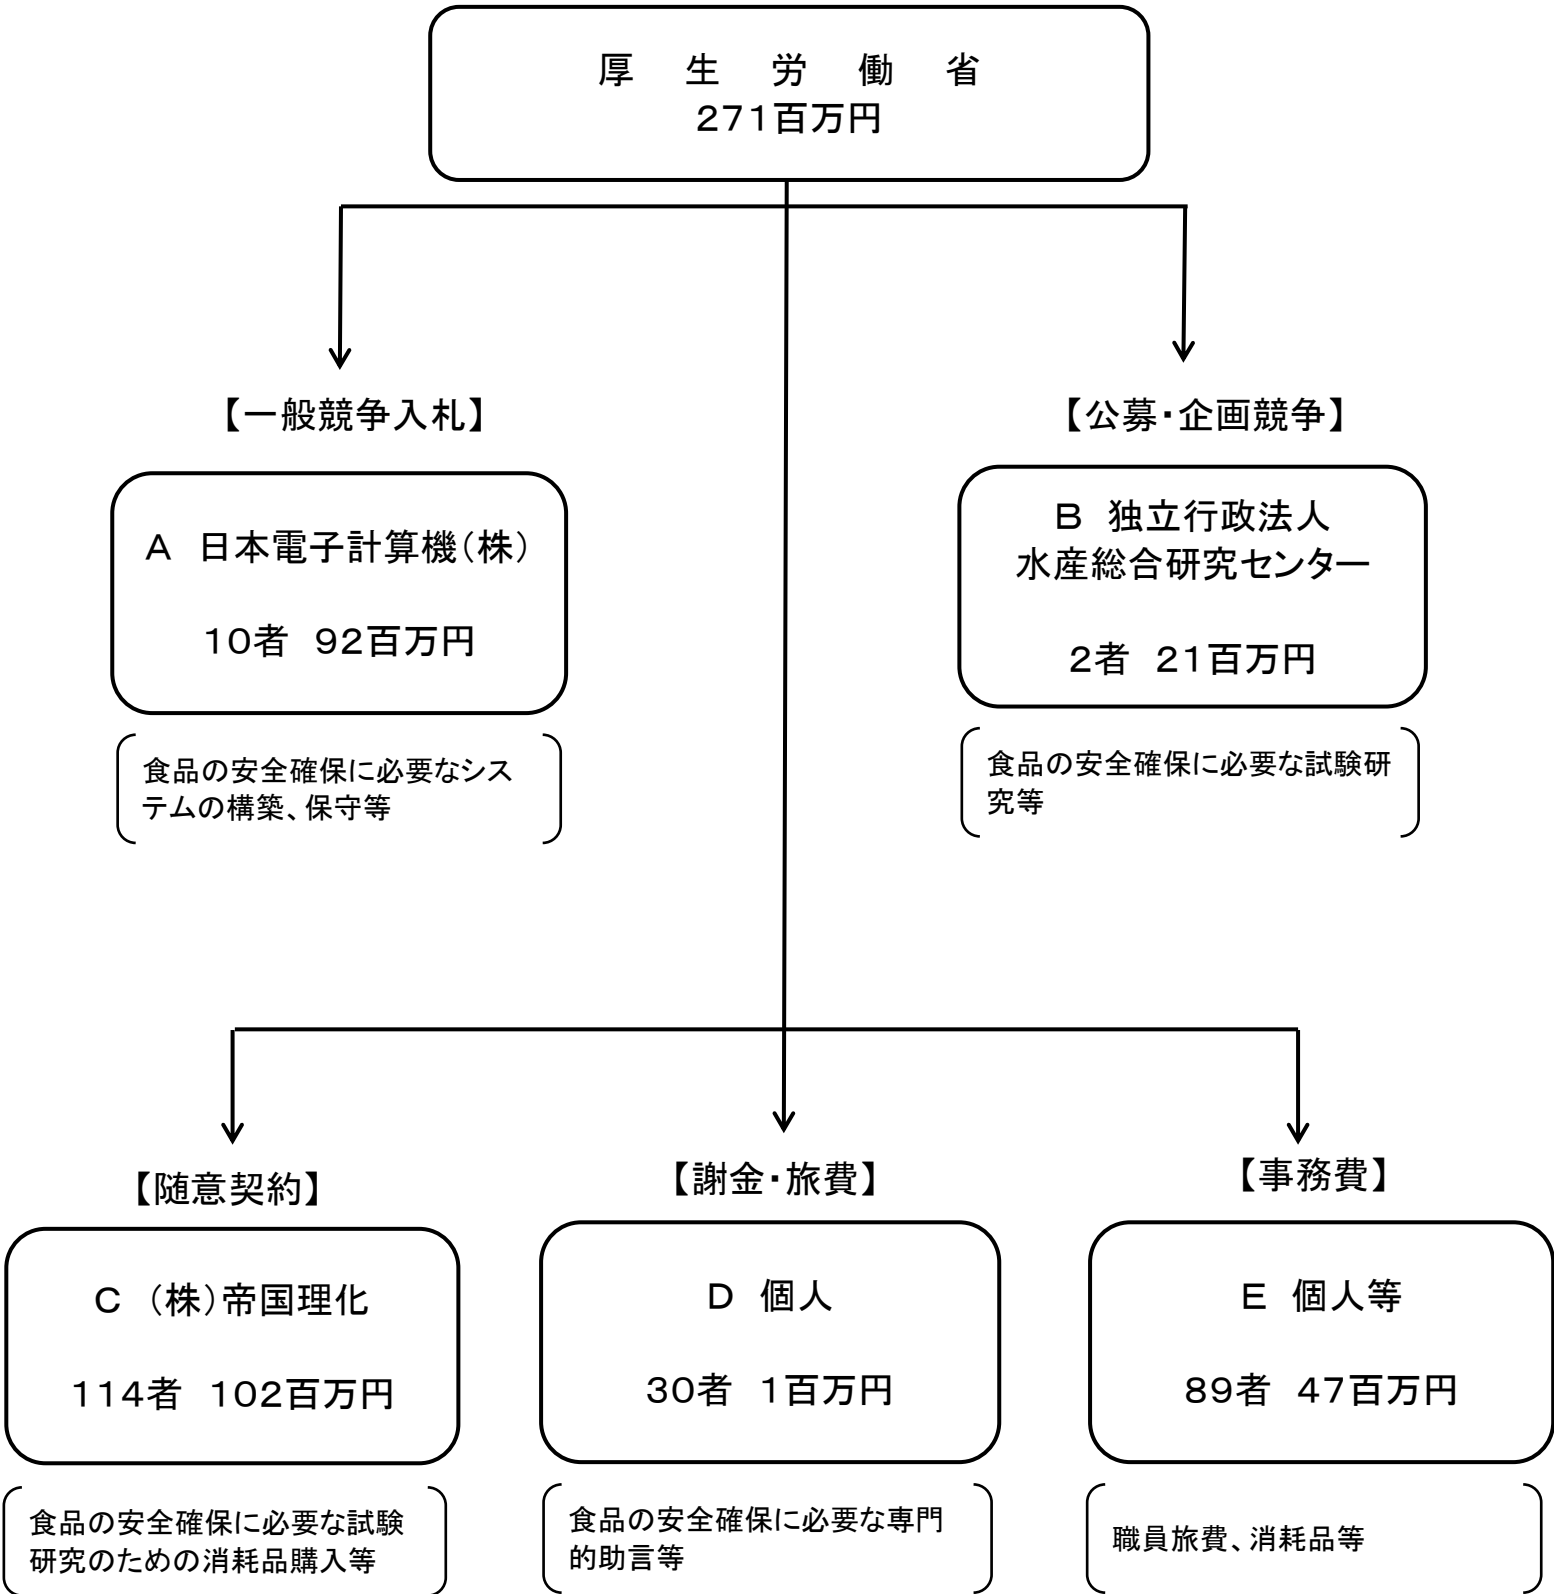 厚 生 労 働 省
271百万円
【一般競争入札】
A 日本電子計算機(株)
10者 92百万円
食品の安全確保に必要なシス
テムの構築、保守等
【公募・企画競争】
B 独立行政法人
水産総合研究センター
2者 21百万円
食品の安全確保に必要な試験研
究等
【随意契約】
C (株)帝国理化
114者 102百万円
食品の安全確保に必要な試験
研究のための消耗品購入等
【謝金・旅費】
D 個人
30者 1百万円
食品の安全確保に必要な専門
的助言等
【事務費】
E 個人等
89者 47百万円
職員旅費、消耗品等